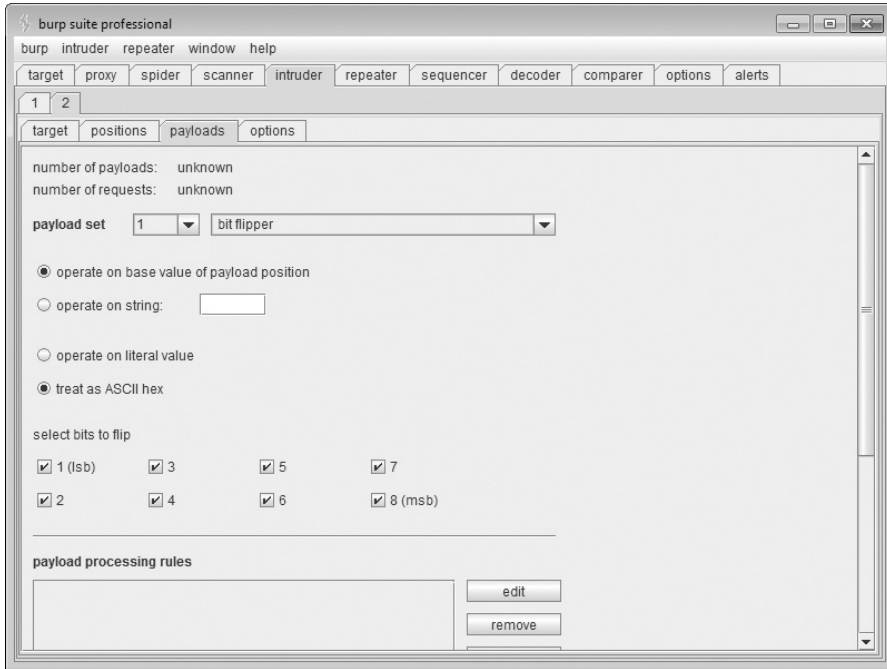 burp suite professional
burp intruder repeater window help
target proxy spider scanner intruder repeater sequencer decoder comparer options alerts
1 2
target positions payloads options
number of payloads: unknown
number of requests: unknown
payload set 1 bit flipper
operate on base value of payload position
operate on string:
operate on literal value
treat as ASCII hex
select bits to flip
1 (lsb) 3 5 7
2 4 6 8 (msb)
payload processing rules
edit
remove